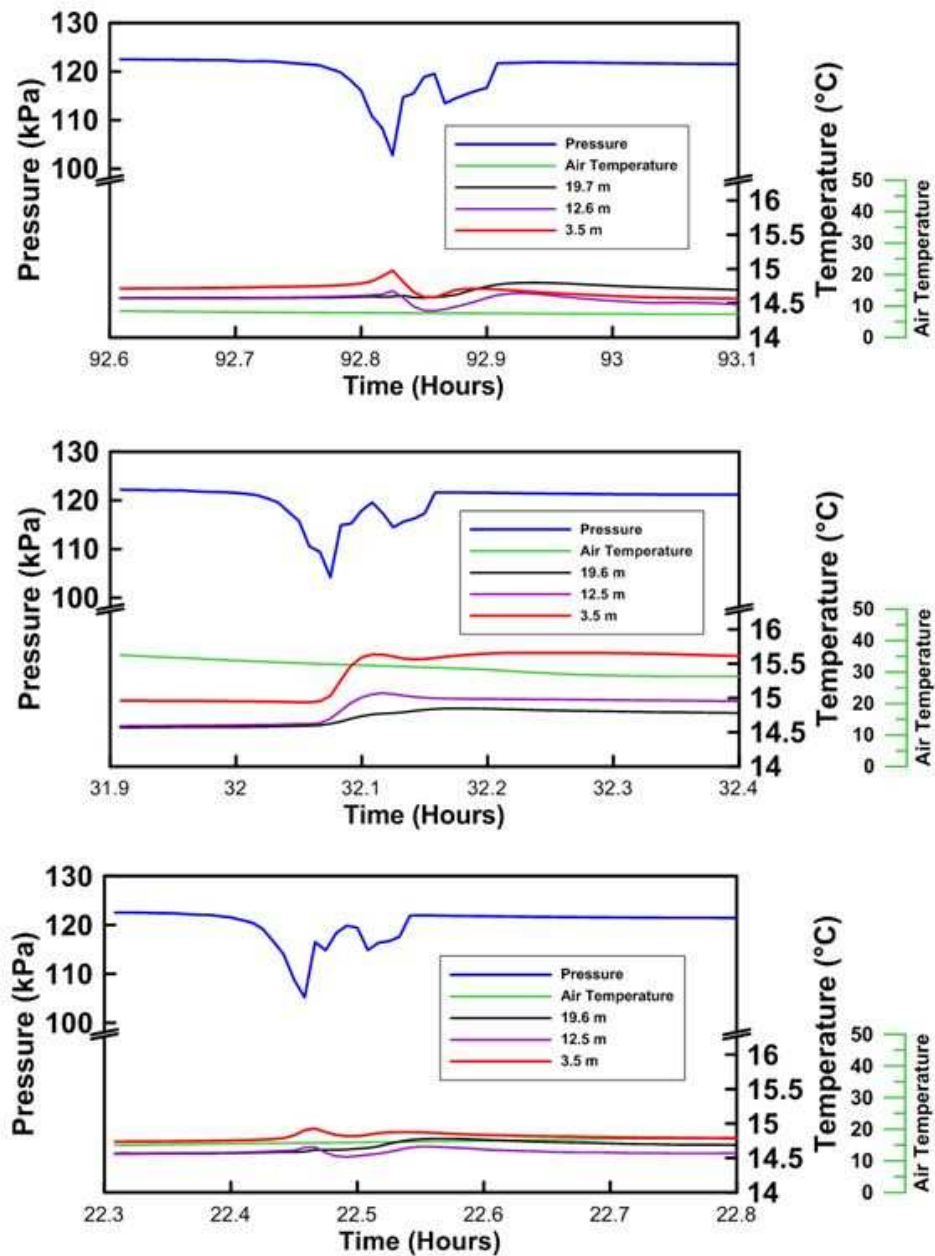 130
120
110
100
Pressure (kPa)
Pressure
Air Temperature
19.7 m
12.6 m
3.5 m
16
15.5
15
14.5
14
Temperature (°C)
50
40
30
20
10
0
Air Temperature
92.6 92.7 92.8 92.9 93 93.1
Time (Hours)
130
120
110
100
Pressure (kPa)
Pressure
Air Temperature
19.6 m
12.5 m
3.5 m
16
15.5
15
14.5
14
Temperature (°C)
50
40
30
20
10
0
Air Temperature
31.9 32 32.1 32.2 32.3 32.4
Time (Hours)
130
120
110
100
Pressure (kPa)
Pressure
Air Temperature
19.6 m
12.5 m
3.5 m
16
15.5
15
14.5
14
Temperature (°C)
50
40
30
20
10
0
Air Temperature
22.3 22.4 22.5 22.6 22.7 22.8
Time (Hours)